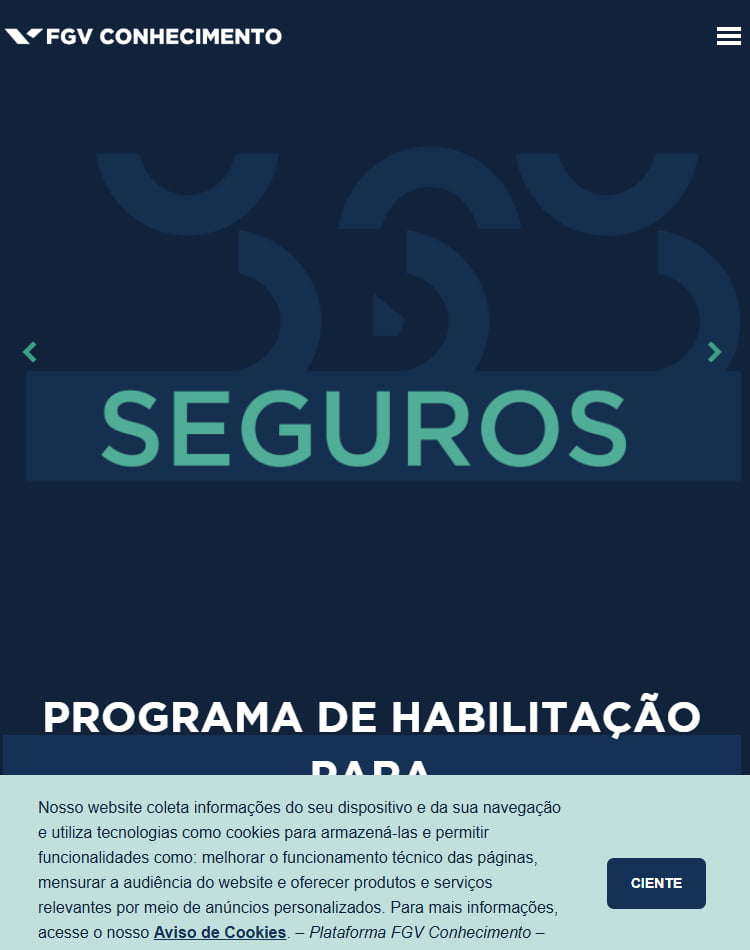 FGV CONHECIMENTO
SEGUROS
PROGRAMA DE HABILITAÇÃO
PARA
Nosso website coleta informações do seu dispositivo e da sua navegação
e utiliza tecnologias como cookies para armazená-las e permitir
funcionalidades como: melhorar o funcionamento técnico das páginas,
mensurar a audiência do website e oferecer produtos e serviços
relevantes por meio de anúncios personalizados. Para mais informações,
acesse o nosso Aviso de Cookies. – Plataforma FGV Conhecimento –
CIENTE